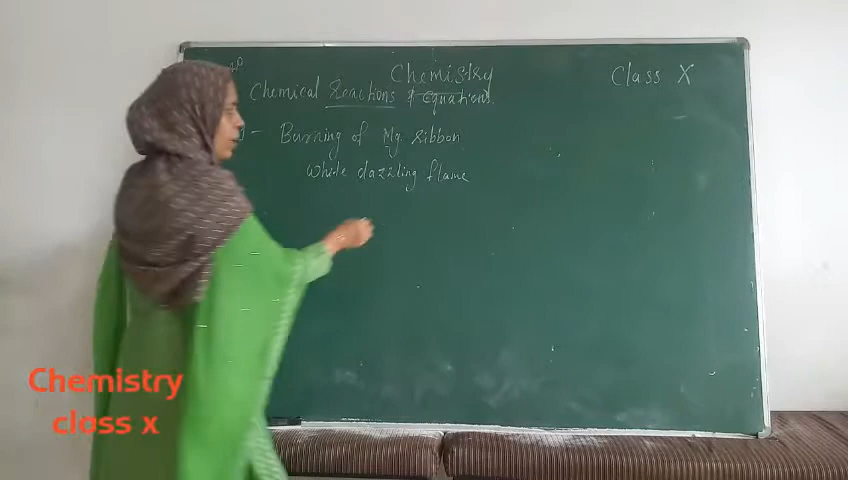 Chemistry
Class X
Chemical Reactions & Equations.
- Burning of Mg ribbon
White dazzling flame
Chemistry
class x